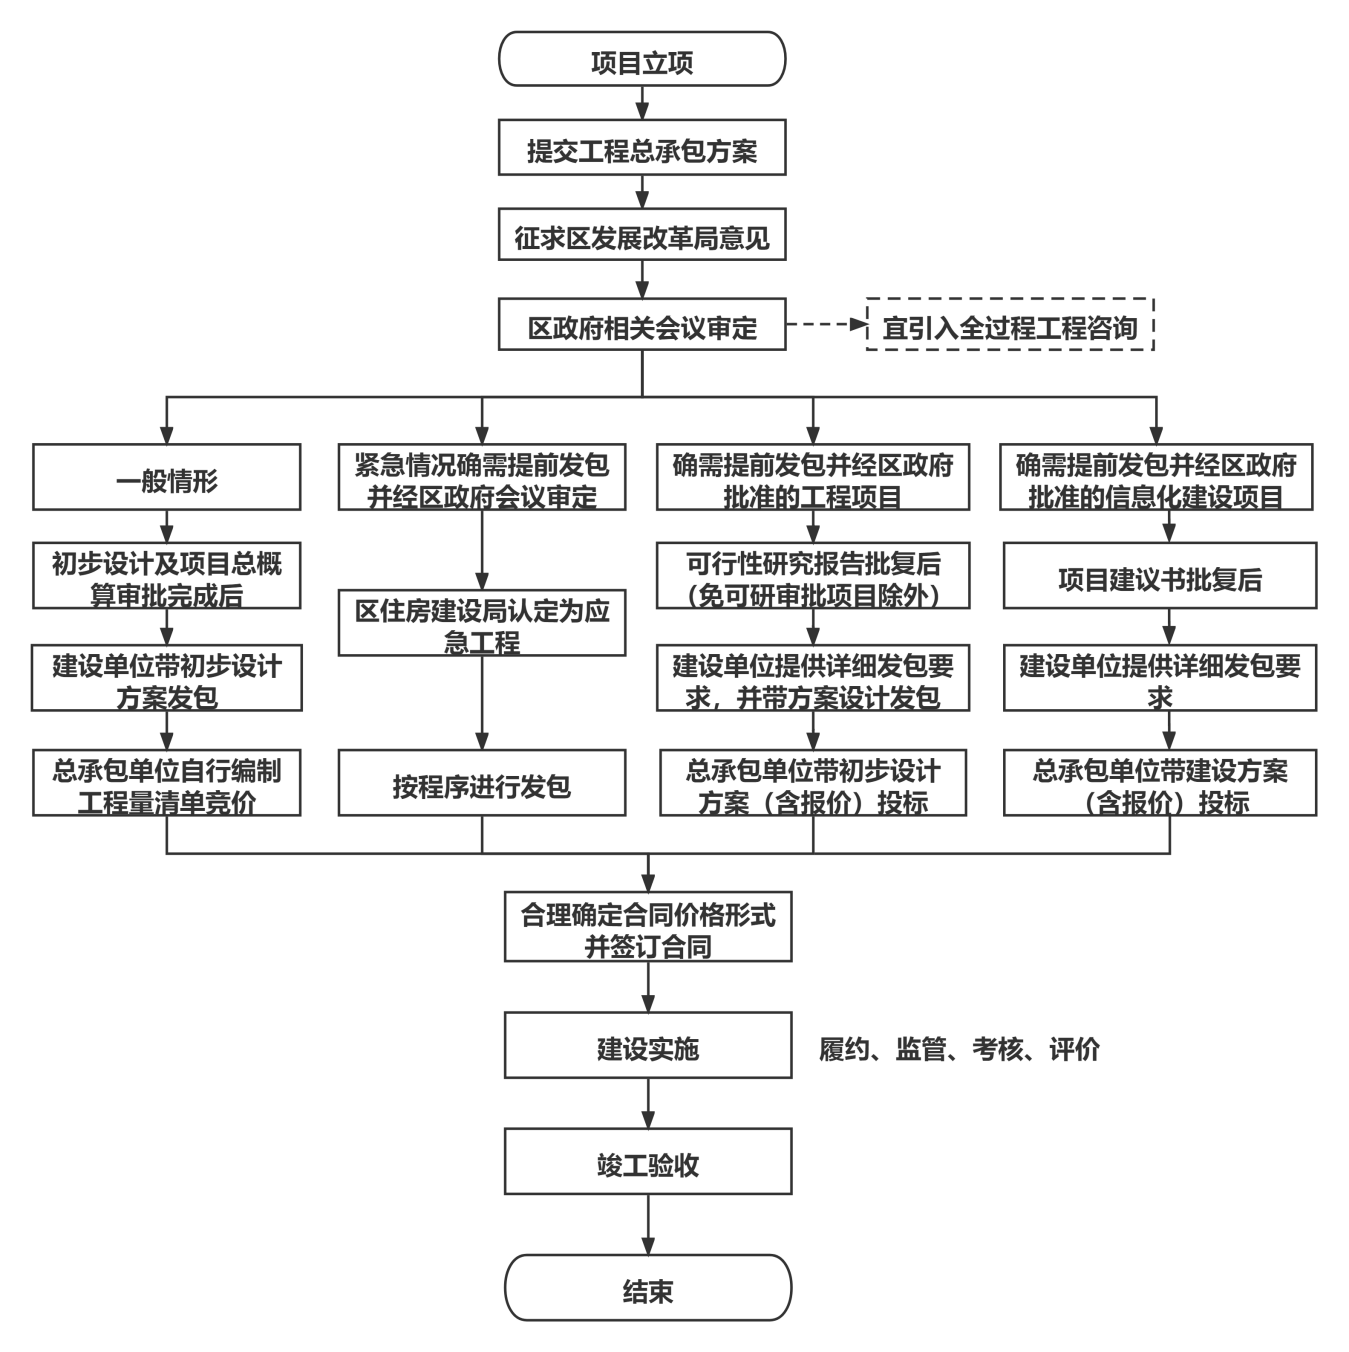 项目立项
提交工程总承包方案
征求区发展改革局意见
区政府相关会议审定
宜引入全过程工程咨询
一般情形
初步设计及项目总概
算审批完成后
建设单位带初步设计
方案发包
总承包单位自行编制
工程量清单竞价
紧急情况确需提前发包
并经区政府会议审定
区住房建设局认定为应
急工程
按程序进行发包
确需提前发包并经区政府
批准的工程项目
可行性研究报告批复后
（免可研审批项目除外）
建设单位提供详细发包要
求，并带方案设计发包
总承包单位带初步设计
方案（含报价）投标
确需提前发包并经区政府
批准的信息化建设项目
项目建议书批复后
建设单位提供详细发包要
求
总承包单位带建设方案
（含报价）投标
合理确定合同价格形式
并签订合同
建设实施
履约、监管、考核、评价
竣工验收
结束